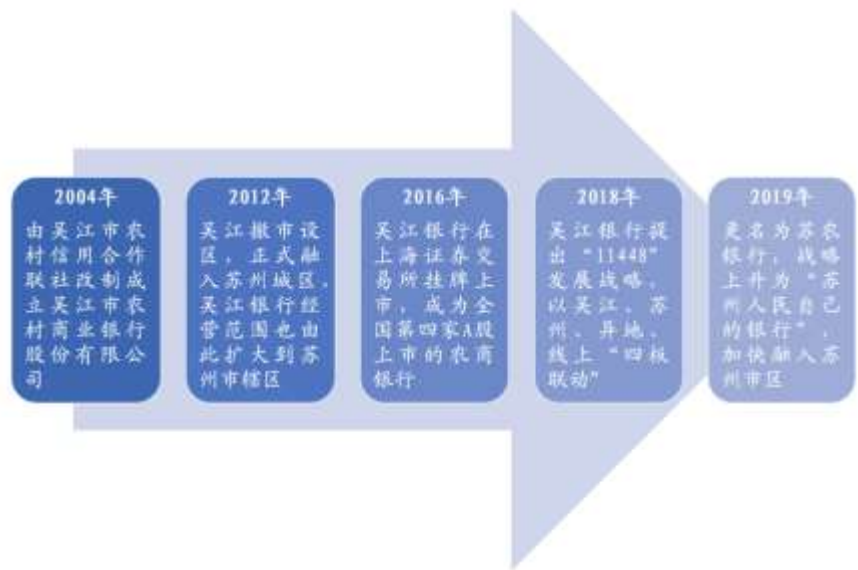 2004年
由吴江市农
村信用合作
联社改制成
立吴江市农
村商业银行
股份有限公
司
2012年
吴江撤市设
区，正式融
入苏州城区，
吴江银行经
营范围也由
此扩大到苏
州市辖区
2016年
吴江银行在
上海证券交
易所挂牌上
市，成为全
国第四家A股
上市的农商
银行
2018年
吴江银行提
出“11448”
发展战略，
以吴江、苏
州、异地、
线上“四板
联动”
2019年
更名为苏农
银行，战略
上升为“苏
州人民自己
的银行”，
加快融入苏
州市区